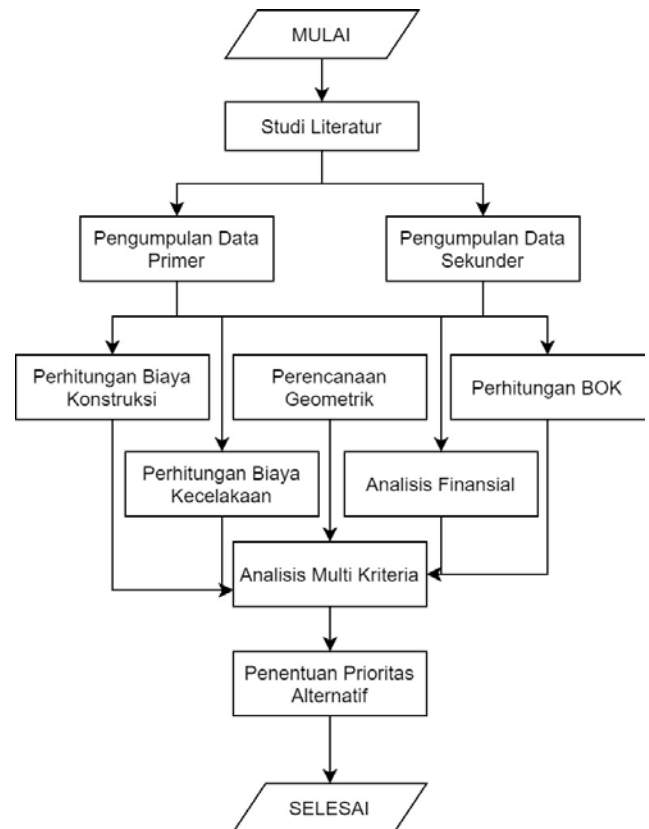 MULAI
Studi Literatur
Pengumpulan Data
Primer
Pengumpulan Data
Sekunder
Perhitungan Biaya
Konstruksi
Perencanaan
Geometrik
Perhitungan BOK
Perhitungan Biaya
Kecelakaan
Analisis Finansial
Analisis Multi Kriteria
Penentuan Prioritas
Alternatif
SELESAI